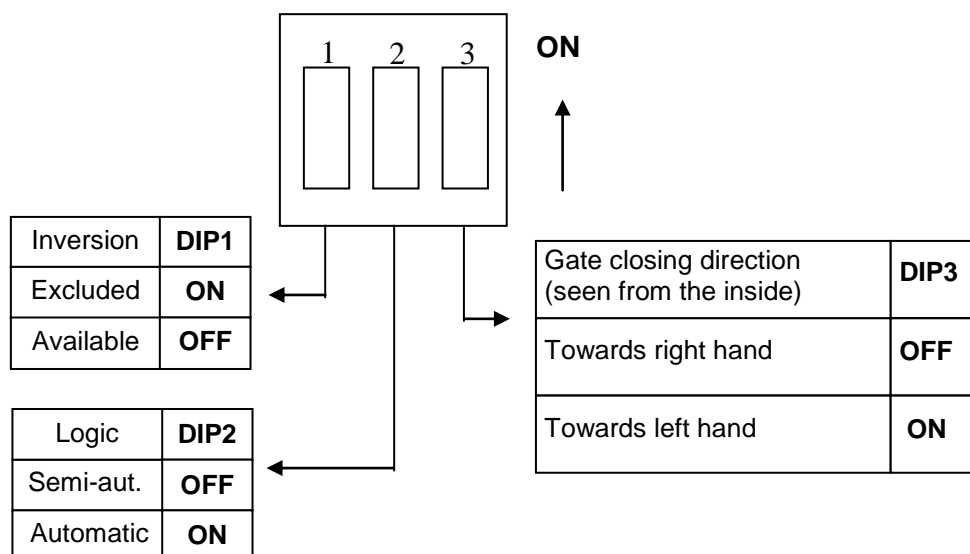 1 2 3
ON
Inversion DIP1
Excluded ON
Available OFF
Logic DIP2
Semi-aut. OFF
Automatic ON
Gate closing direction
(seen from the inside) DIP3
Towards right hand OFF
Towards left hand ON